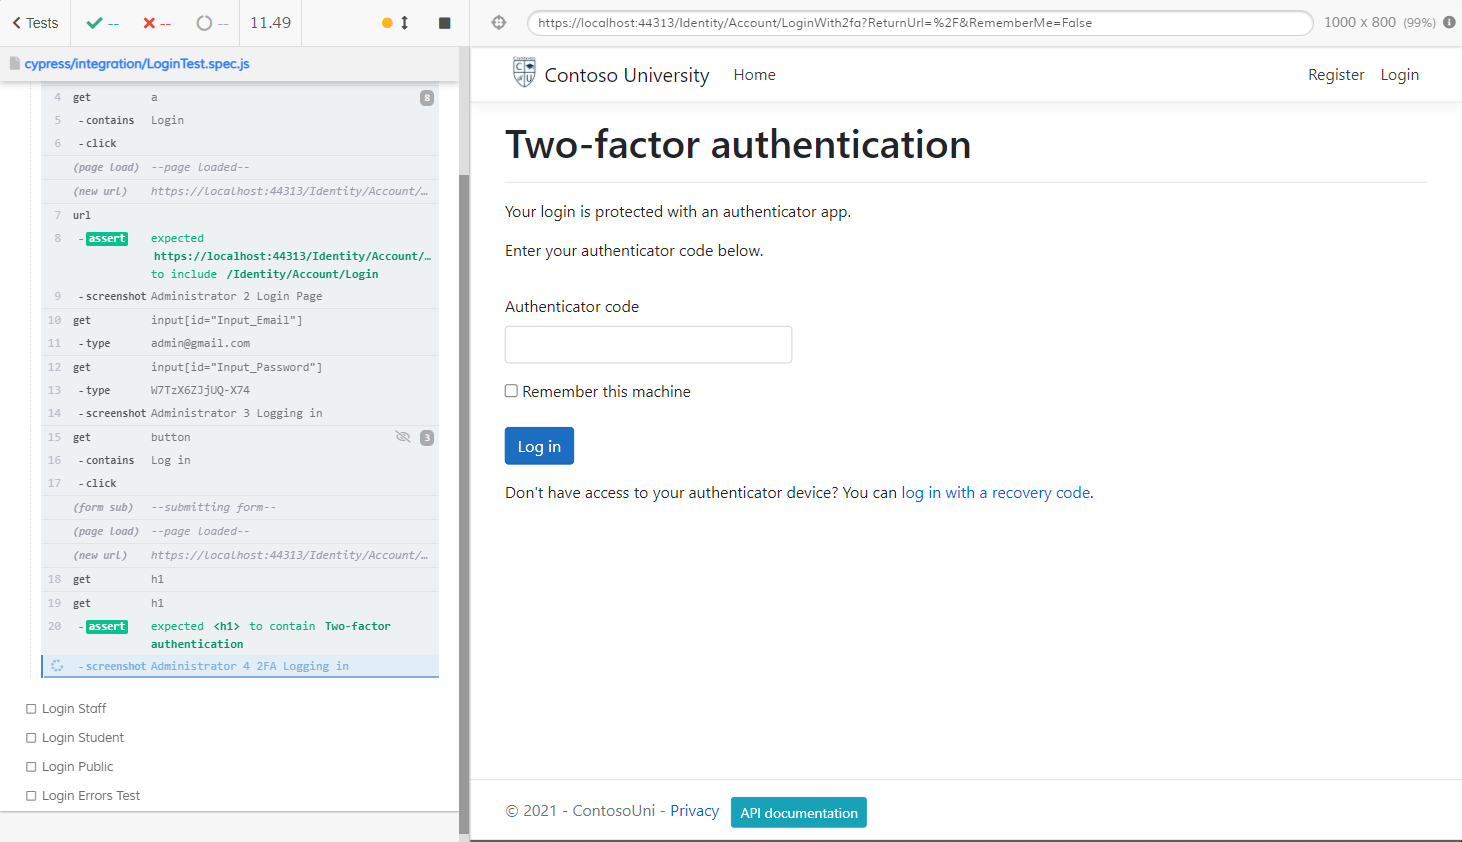 Tests
--
--
--
11.49
https://localhost:44313/Identity/Account/LoginWith2fa?ReturnUrl=%2F&RememberMe=False
1000 x 800 (99%)
cypress/integration/LoginTest.spec.js
4 get a 8
5 -contains Login
6 -click
(page load) --page loaded--
(new url) https://localhost:44313/Identity/Account/…
7 url
8 -assert expected
https://localhost:44313/Identity/Account/…
to include /Identity/Account/Login
9 -screenshot Administrator 2 Login Page
10 get input[id="Input_Email"]
11 -type admin@gmail.com
12 get input[id="Input_Password"]
13 -type W7TzX6ZJjUQ-X74
14 -screenshot Administrator 3 Logging in
15 get button 3
16 -contains Log in
17 -click
(form sub) --submitting form--
(page load) --page loaded--
(new url) https://localhost:44313/Identity/Account/…
18 get h1
19 get h1
20 -assert expected <h1> to contain Two-factor
authentication
-screenshot Administrator 4 2FA Logging in
Login Staff
Login Student
Login Public
Login Errors Test
Contoso University Home Register Login
Two-factor authentication
Your login is protected with an authenticator app.
Enter your authenticator code below.
Authenticator code
Remember this machine
Log in
Don't have access to your authenticator device? You can log in with a recovery code.
© 2021 - ContosoUni - Privacy API documentation